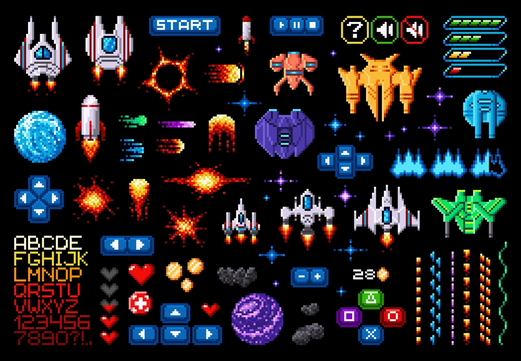 START
?
ABCDE
FGHIJK
LMNOP
QRSTU
VWXYZ
123456
7890?!..
28